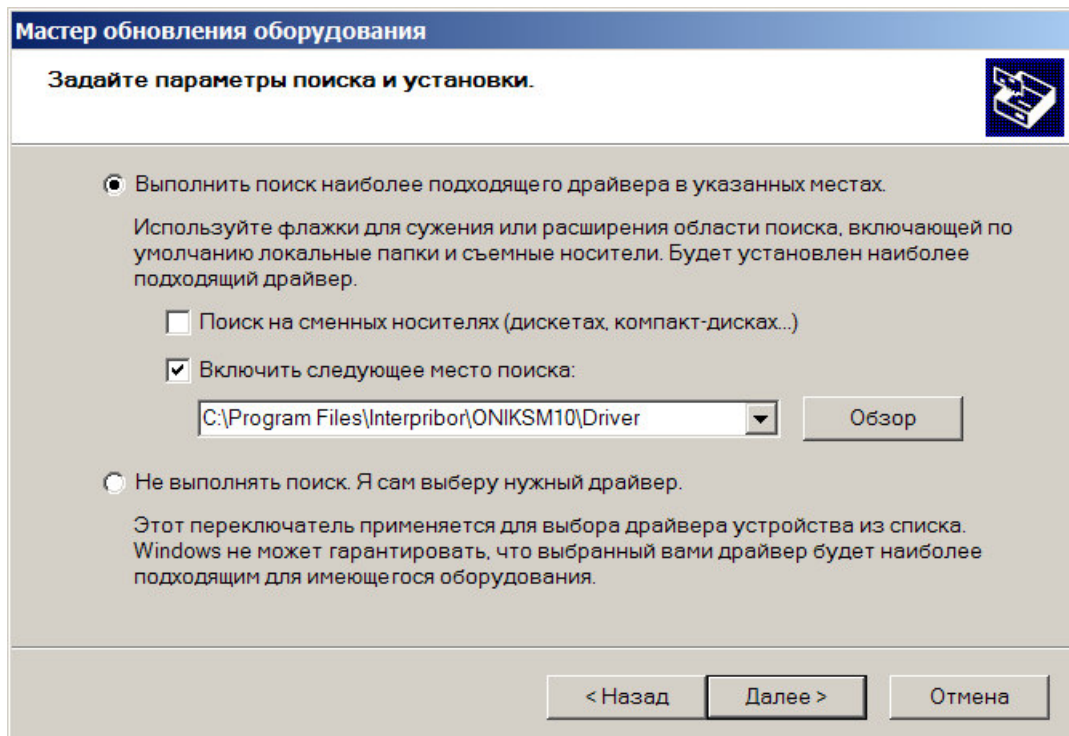 Мастер обновления оборудования
Задайте параметры поиска и установки.
Выполнить поиск наиболее подходящего драйвера в указанных местах.
Используйте флажки для сужения или расширения области поиска, включающей по
умолчанию локальные папки и съемные носители. Будет установлен наиболее
подходящий драйвер.
Поиск на сменных носителях (дискетах, компакт-дисках...)
Включить следующее место поиска:
C:\Program Files\Interpribor\ONIKSM10\Driver
Обзор
Не выполнять поиск. Я сам выберу нужный драйвер.
Этот переключатель применяется для выбора драйвера устройства из списка.
Windows не может гарантировать, что выбранный вами драйвер будет наиболее
подходящим для имеющегося оборудования.
< Назад
Далее >
Отмена